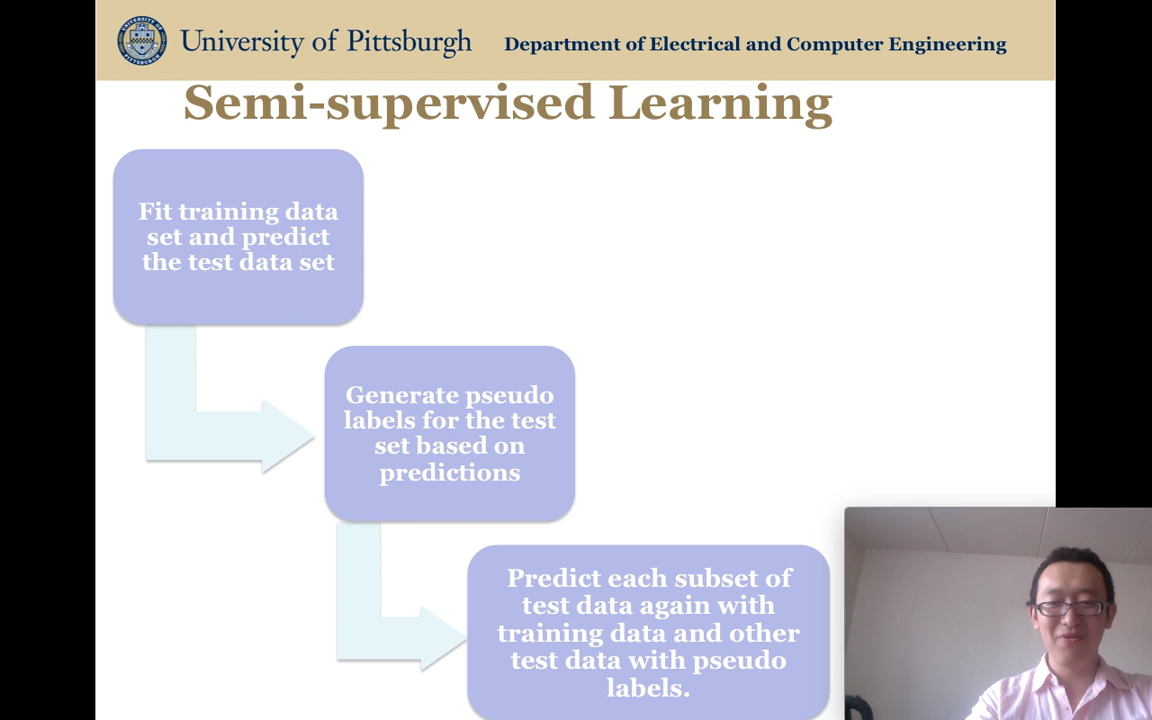 University of Pittsburgh
Department of Electrical and Computer Engineering
Semi-supervised Learning
Fit training data
set and predict
the test data set
Generate pseudo
labels for the test
set based on
predictions
Predict each subset of
test data again with
training data and other
test data with pseudo
labels.